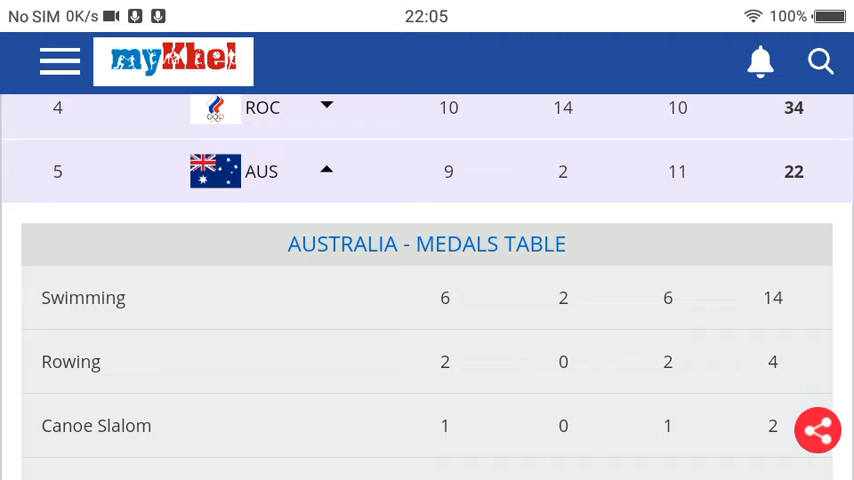 No SIM 0K/s 22:05 100%
myKhel
4 ROC 10 14 10 34
5 AUS 9 2 11 22
AUSTRALIA - MEDALS TABLE
Swimming 6 2 6 14
Rowing 2 0 2 4
Canoe Slalom 1 0 1 2